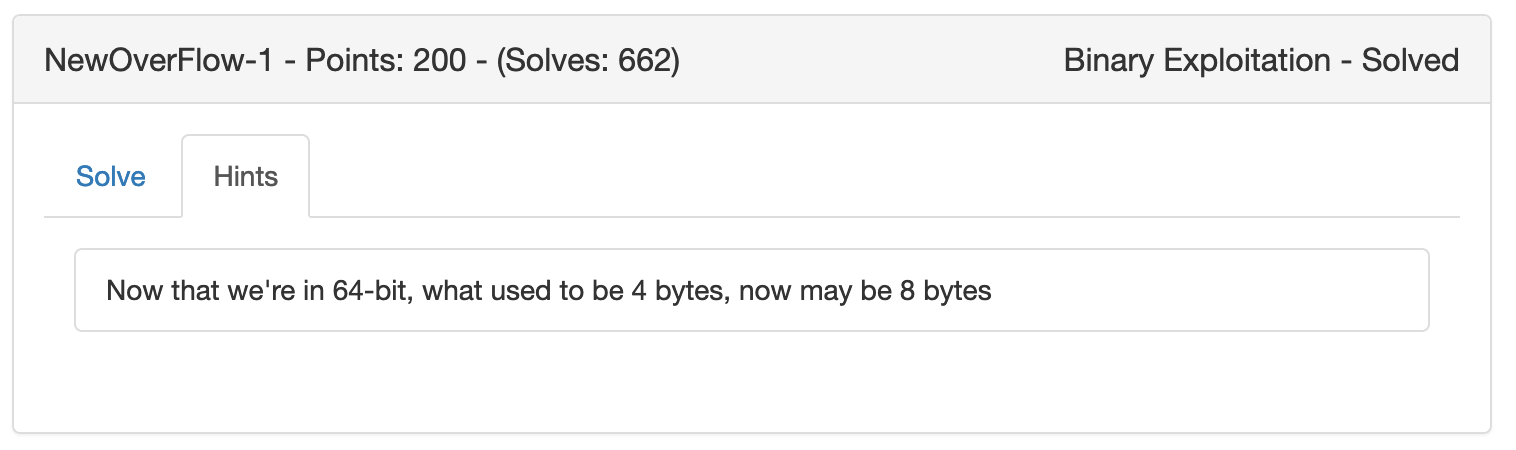 NewOverFlow-1 - Points: 200 - (Solves: 662)
Binary Exploitation - Solved
Solve
Hints
Now that we're in 64-bit, what used to be 4 bytes, now may be 8 bytes